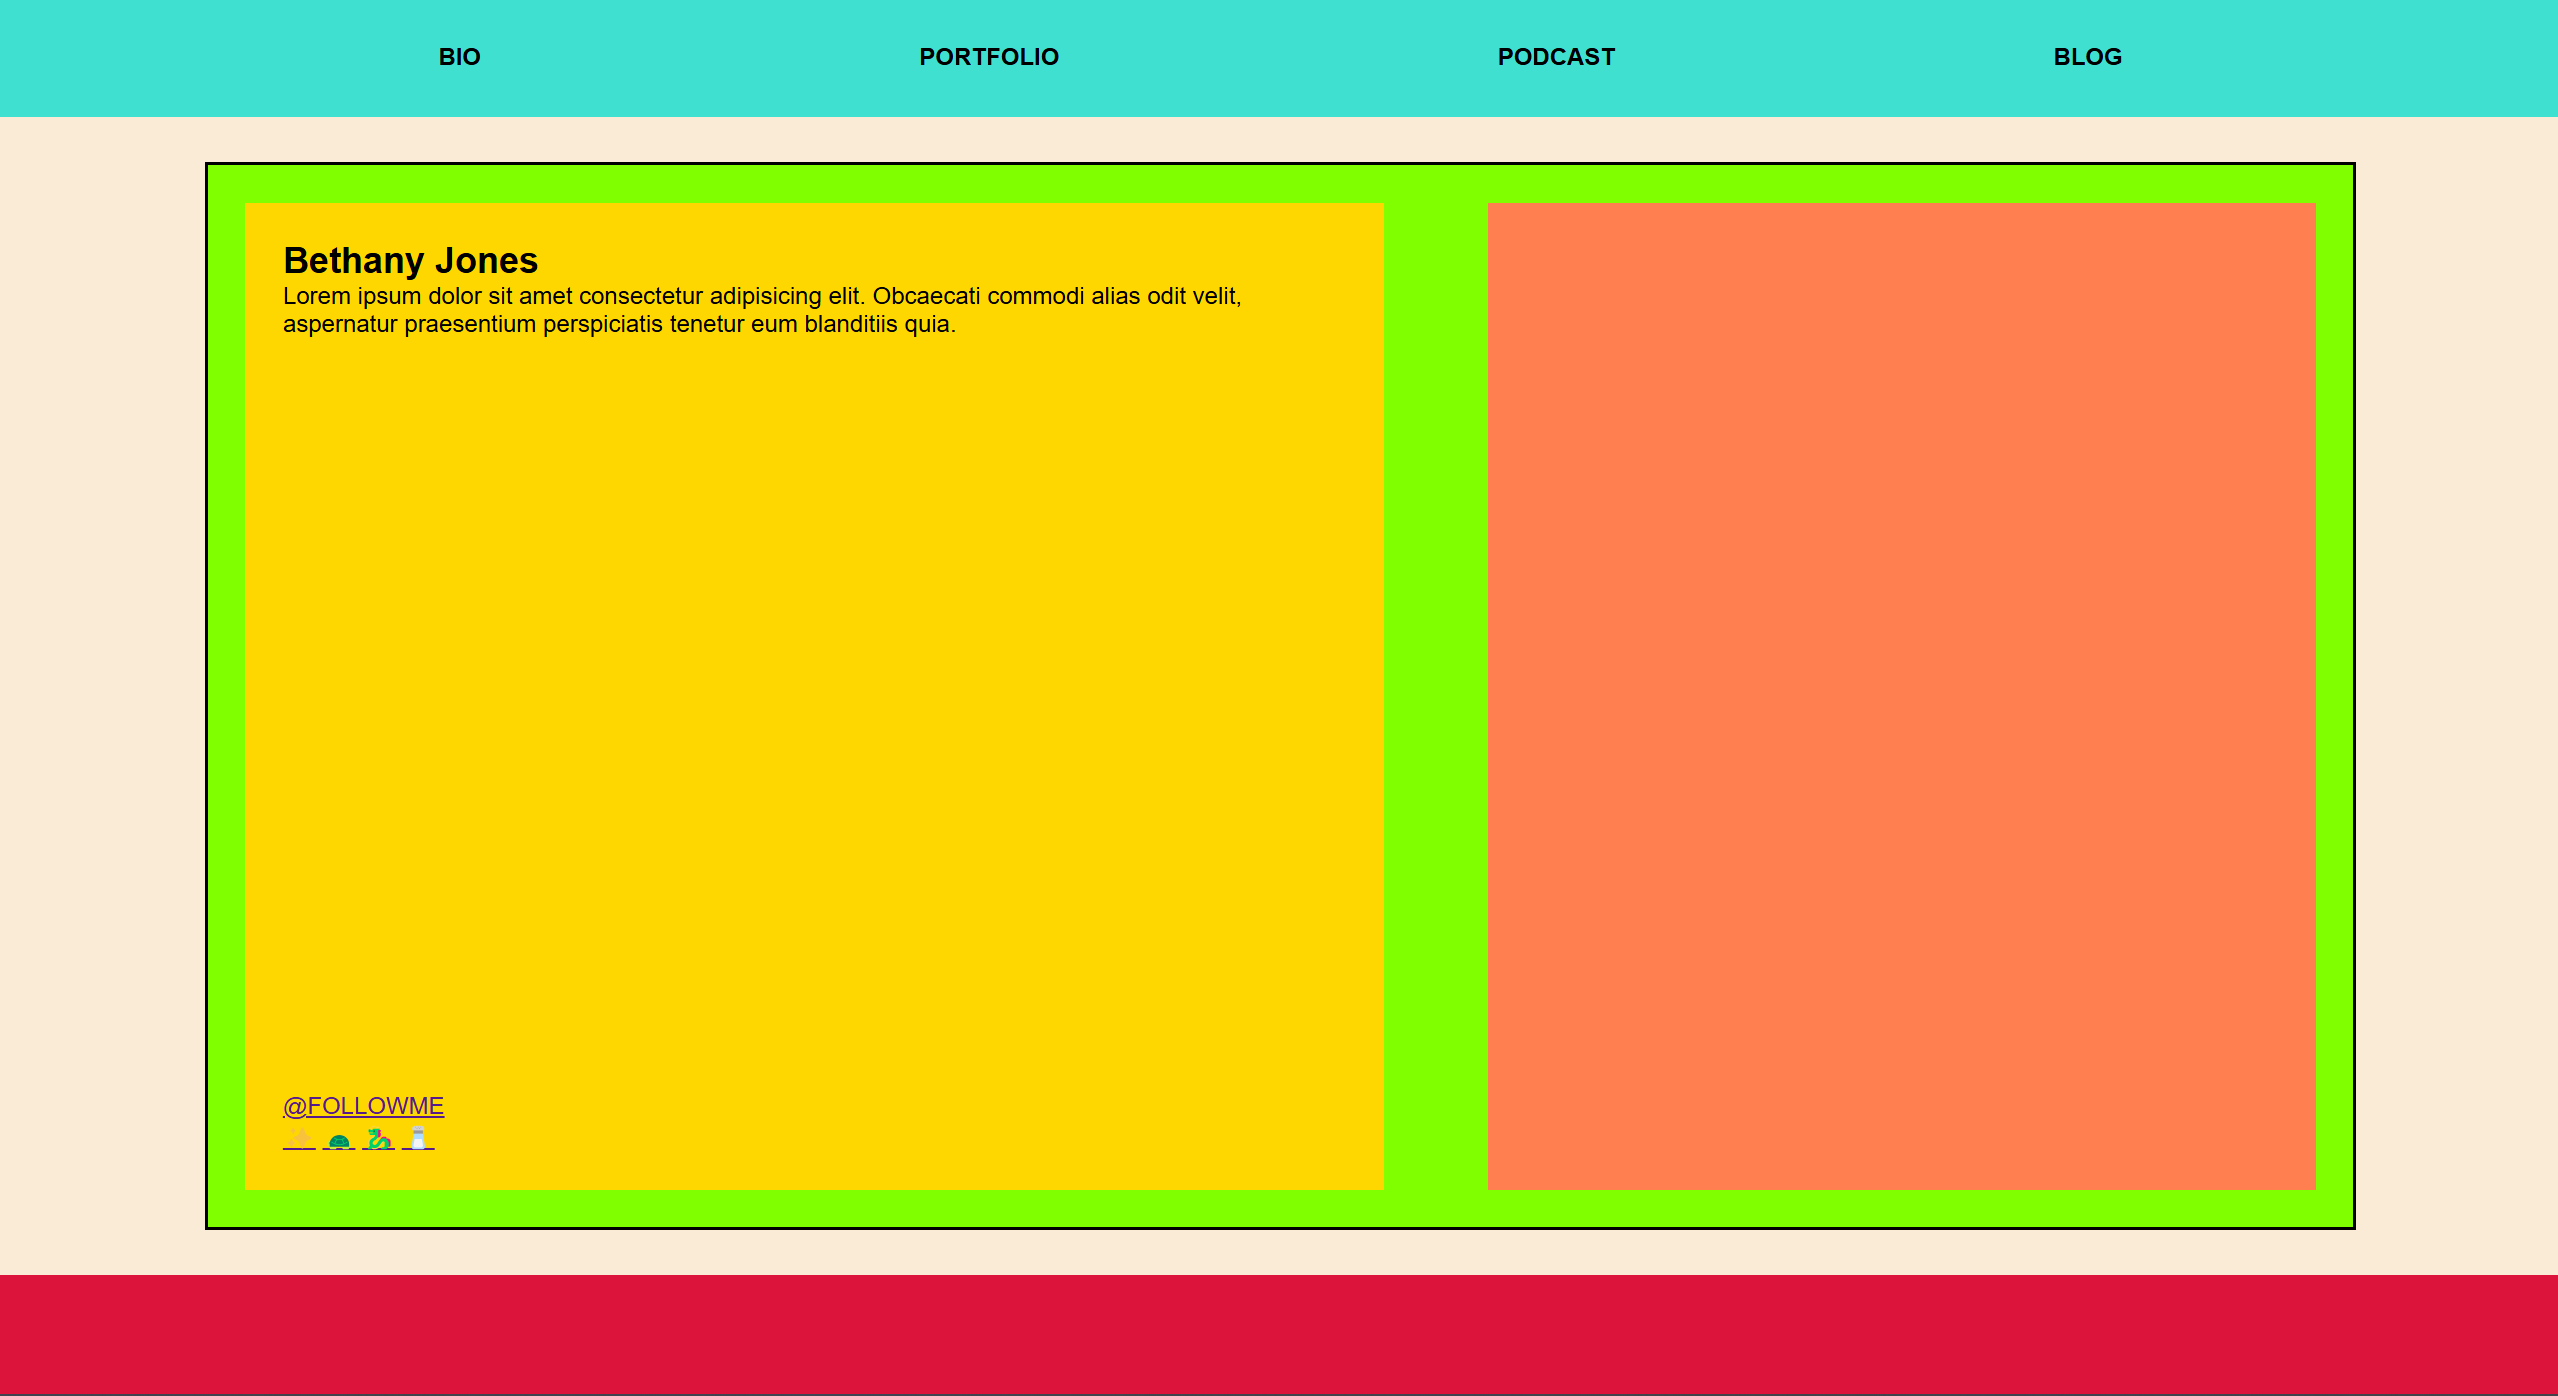 BIO PORTFOLIO PODCAST BLOG
Bethany Jones
Lorem ipsum dolor sit amet consectetur adipisicing elit. Obcaecati commodi alias odit velit,
aspernatur praesentium perspiciatis tenetur eum blanditiis quia.
@FOLLOWME